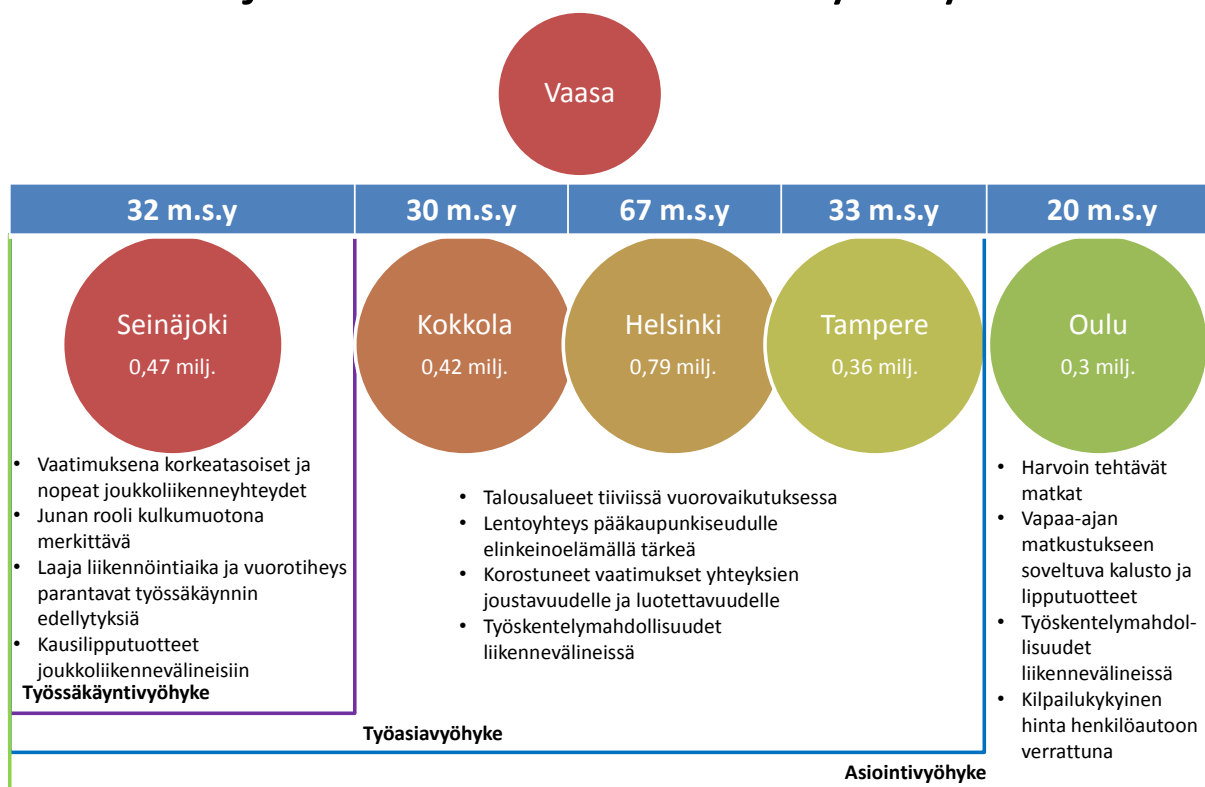 Vaasa
32 m.s.y
30 m.s.y
67 m.s.y
33 m.s.y
20 m.s.y
Seinäjoki
0,47 milj.
Kokkola
0,42 milj.
Helsinki
0,79 milj.
Tampere
0,36 milj.
Oulu
0,3 milj.
• Vaatimuksena korkeatasoiset ja
nopeat joukkoliikenneyhteydet
• Junan rooli kulkumuotona
merkittävä
• Laaja liikennöintiaika ja vuorotiheys
parantavat työssäkäynnin
edellytyksiä
• Kausilipputuotteet
joukkoliikennevälineisiin
Työssäkäyntivyöhyke
• Talousalueet tiiviissä vuorovaikutuksessa
• Lentoyhteys pääkaupunkiseudulle
elinkeinoelämällä tärkeä
• Korostuneet vaatimukset yhteyksien
joustavuudelle ja luotettavuudelle
• Työskentelymahdollisuudet
liikennevälineissä
Työasiavyöhyke
• Harvoin tehtävät
matkat
• Vapaa-ajan
matkustukseen
soveltuva kalusto ja
lipputuotteet
• Työskentelymahdol-
lisuudet
liikennevälineissä
• Kilpailukykyinen
hinta henkilöautoon
verrattuna
Asiointivyöhyke